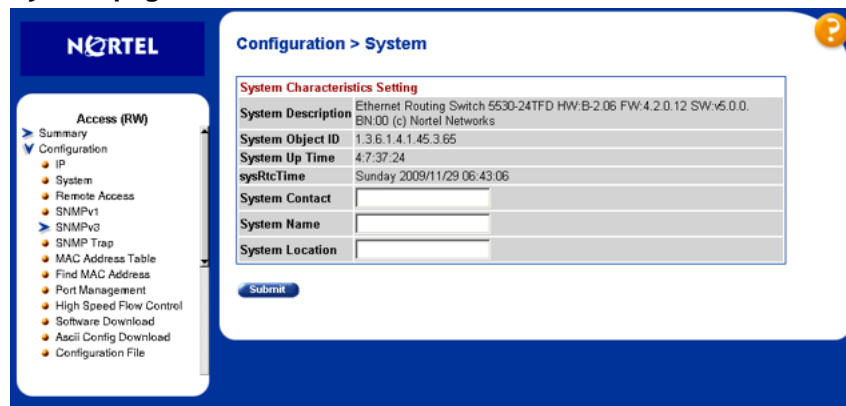 NORTEL
Access (RW)
Summary
Configuration
IP
System
Remote Access
SNMPv1
SNMPv3
SNMP Trap
MAC Address Table
Find MAC Address
Port Management
High Speed Flow Control
Software Download
Ascii Config Download
Configuration File
Configuration > System
?
System Characteristics Setting
System Description Ethernet Routing Switch 5530-24TFD HW:B-2.06 FW:4.2.0.12 SW:v5.0.0.
BN:00 (c) Nortel Networks
System Object ID 1.3.6.1.4.1.45.3.65
System Up Time 4:7:37:24
sysRtcTime Sunday 2009/11/29 06:43:06
System Contact
System Name
System Location
Submit